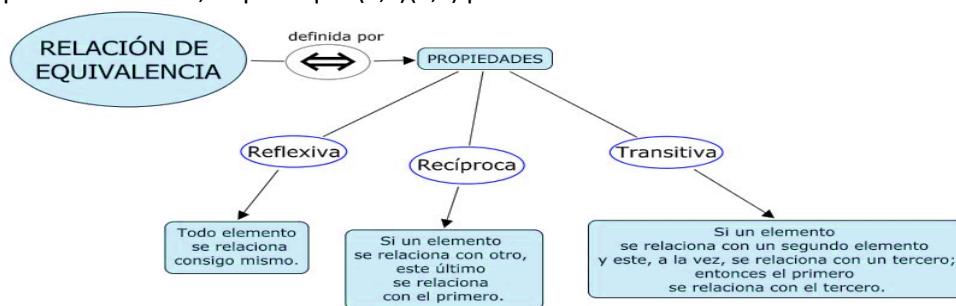 RELACIÓN DE
EQUIVALENCIA
definida por
PROPIEDADES
Reflexiva
Recíproca
Transitiva
Todo elemento
se relaciona
consigo mismo.
Si un elemento
se relaciona con otro,
este último
se relaciona
con el primero.
Si un elemento
se relaciona con un segundo elemento
y este, a la vez, se relaciona con un tercero;
entonces el primero
se relaciona con el tercero.